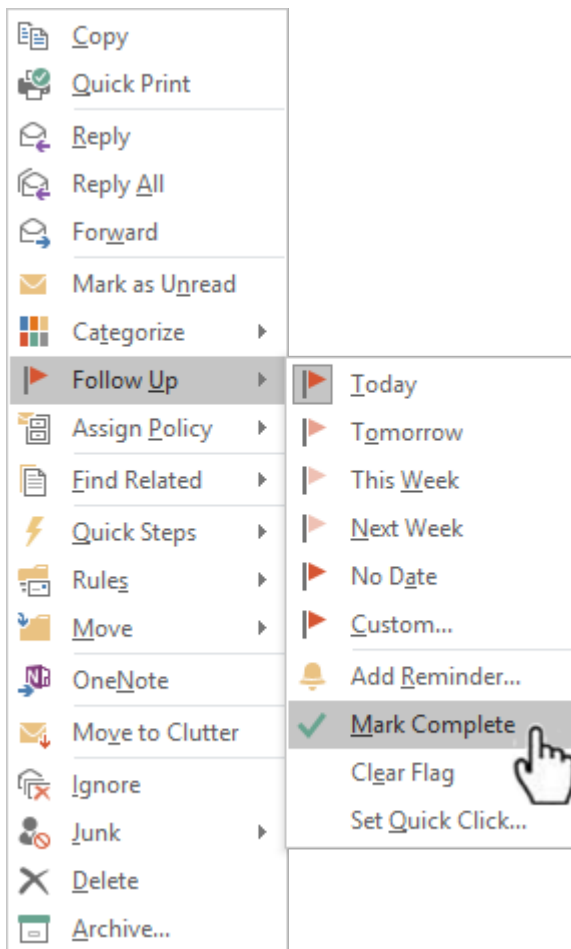 Copy
Quick Print
Reply
Reply All
Forward
Mark as Unread
Categorize
Follow Up
Assign Policy
Find Related
Quick Steps
Rules
Move
OneNote
Move to Clutter
Ignore
Junk
Delete
Archive...
Today
Tomorrow
This Week
Next Week
No Date
Custom...
Add Reminder...
Mark Complete
Clear Flag
Set Quick Click...